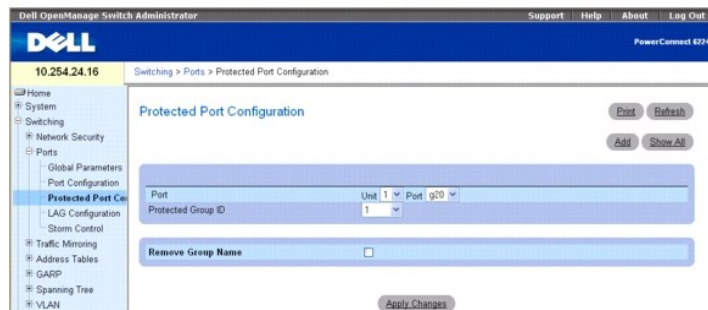 Dell OpenManage Switch Administrator
Support Help About Log Out
DELL
PowerConnect 6224
10.254.24.16
Switching > Ports > Protected Port Configuration
Home
System
Switching
Network Security
Ports
Global Parameters
Port Configuration
Protected Port Co
LAG Configuration
Storm Control
Traffic Mirroring
Address Tables
GARP
Spanning Tree
VLAN
Protected Port Configuration
Print Refresh
Add Show All
Port Unit 1 Port g20
Protected Group ID 1
Remove Group Name
Apply Changes